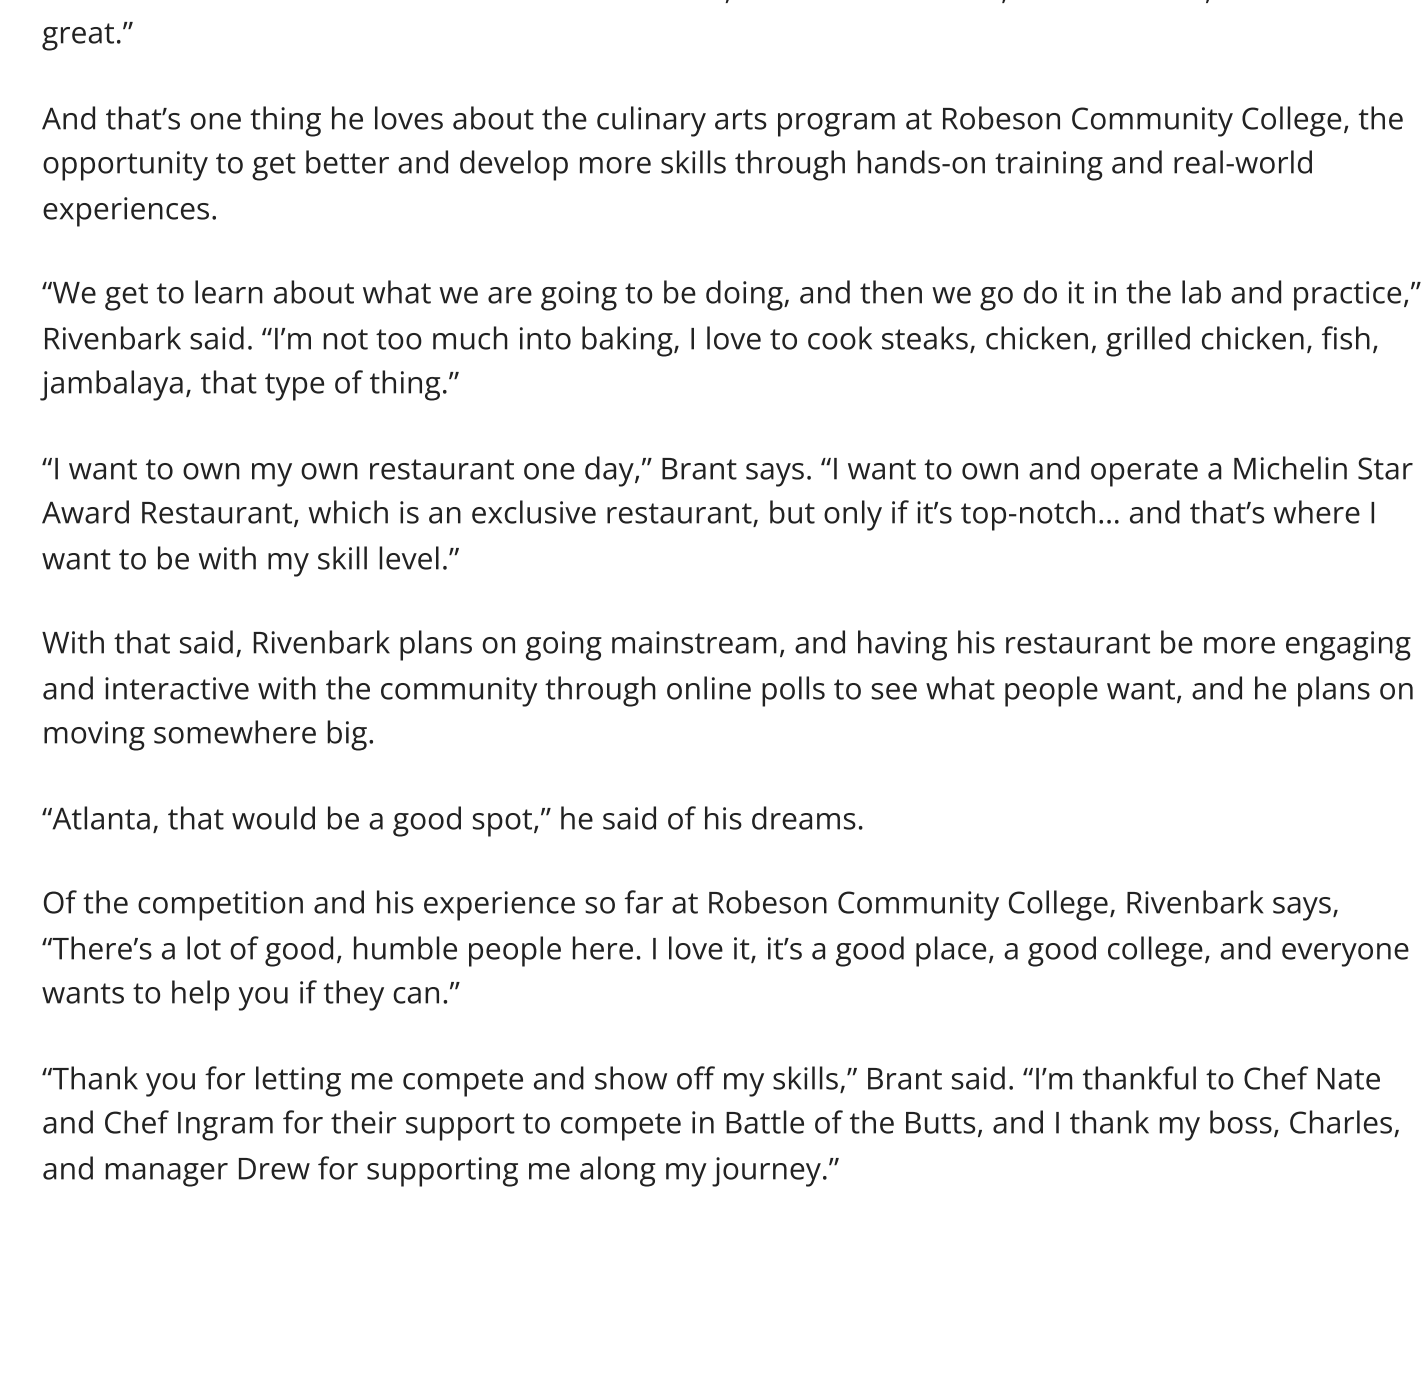 great.”
And that’s one thing he loves about the culinary arts program at Robeson Community College, the
opportunity to get better and develop more skills through hands-on training and real-world
experiences.
“We get to learn about what we are going to be doing, and then we go do it in the lab and practice,”
Rivenbark said. “I’m not too much into baking, I love to cook steaks, chicken, grilled chicken, fish,
jambalaya, that type of thing.”
“I want to own my own restaurant one day,” Brant says. “I want to own and operate a Michelin Star
Award Restaurant, which is an exclusive restaurant, but only if it’s top-notch… and that’s where I
want to be with my skill level.”
With that said, Rivenbark plans on going mainstream, and having his restaurant be more engaging
and interactive with the community through online polls to see what people want, and he plans on
moving somewhere big.
“Atlanta, that would be a good spot,” he said of his dreams.
Of the competition and his experience so far at Robeson Community College, Rivenbark says,
“There’s a lot of good, humble people here. I love it, it’s a good place, a good college, and everyone
wants to help you if they can.”
“Thank you for letting me compete and show off my skills,” Brant said. “I’m thankful to Chef Nate
and Chef Ingram for their support to compete in Battle of the Butts, and I thank my boss, Charles,
and manager Drew for supporting me along my journey.”